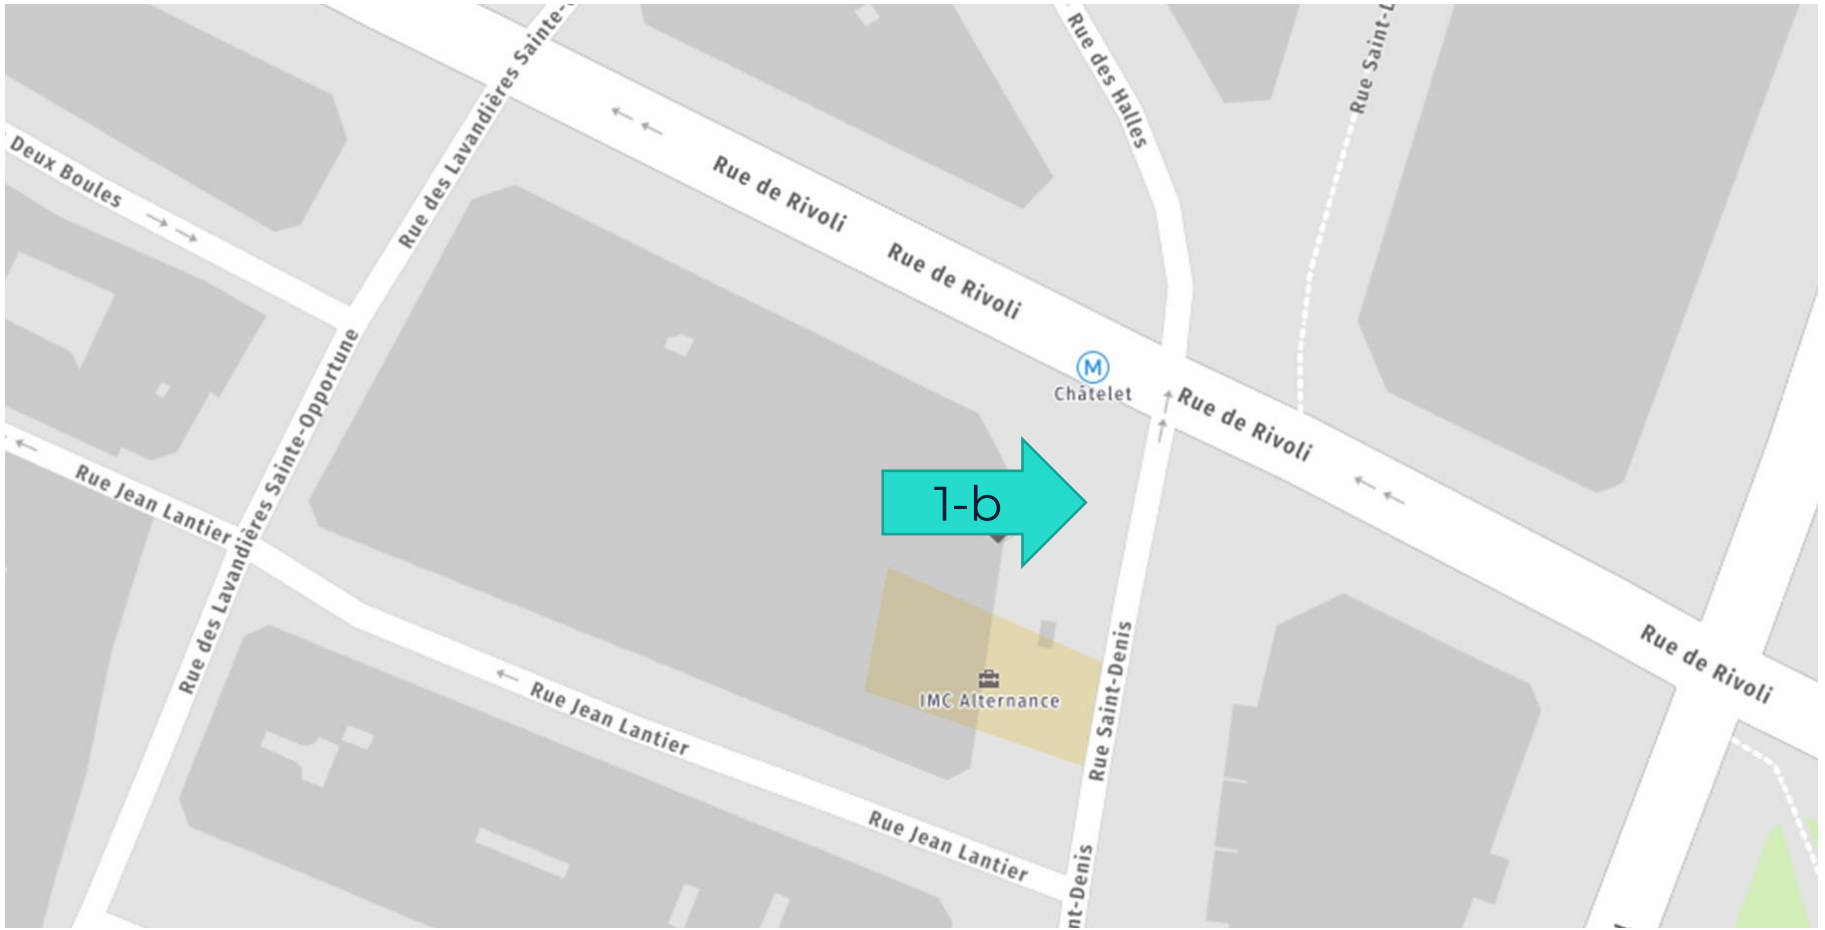 Rue des Lavandières Sainte-
Rue des Halles
Rue Saint-L
Deux Boules
Rue de Rivoli
Rue de Rivoli
Châtelet
Rue de Rivoli
1-b
Rue des Lavandières Sainte-Opportune
Rue Jean Lantier
IMC Alternance
Rue Saint-Denis
Rue de Rivoli
Rue Jean Lantier
Rue Jean Lantier
nt-Denis